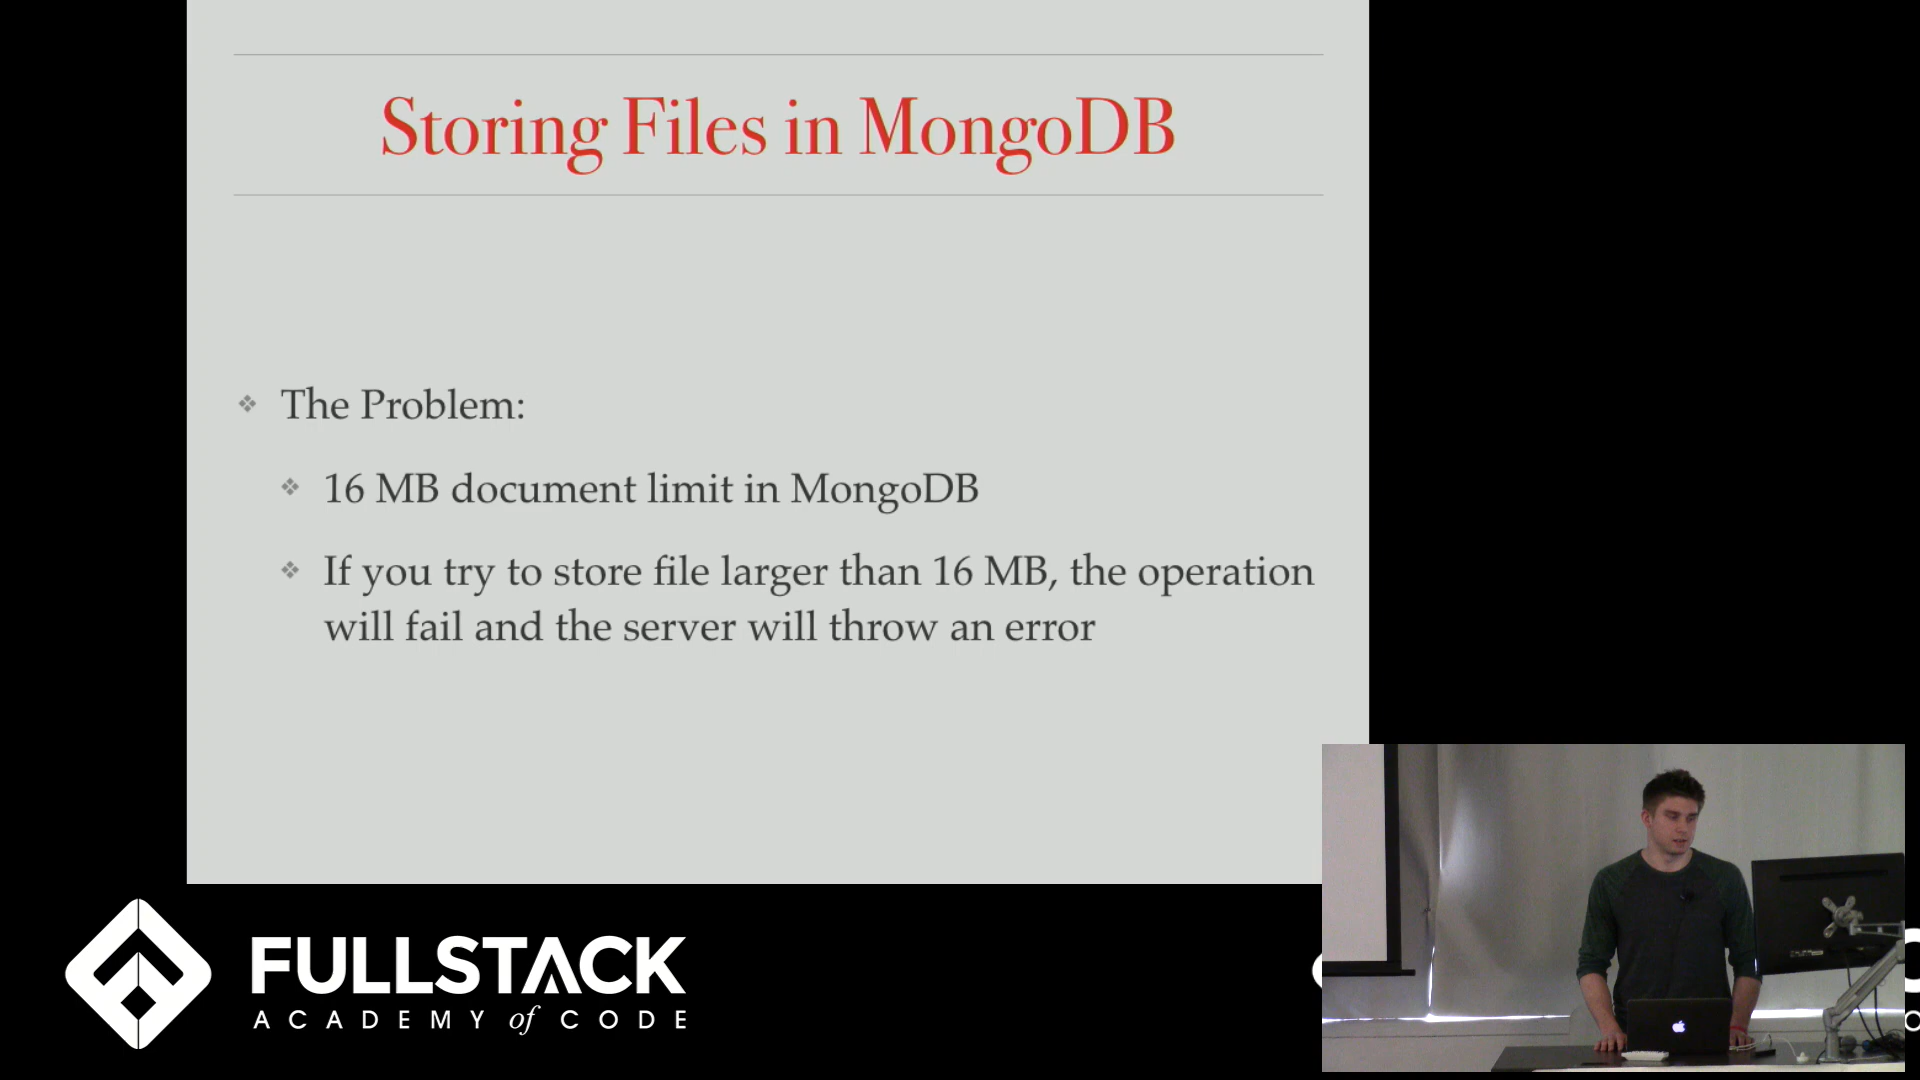 Storing Files in MongoDB
❖ The Problem:
❖ 16 MB document limit in MongoDB
❖ If you try to store file larger than 16 MB, the operation
will fail and the server will throw an error
FULLSTACK
ACADEMY of CODE